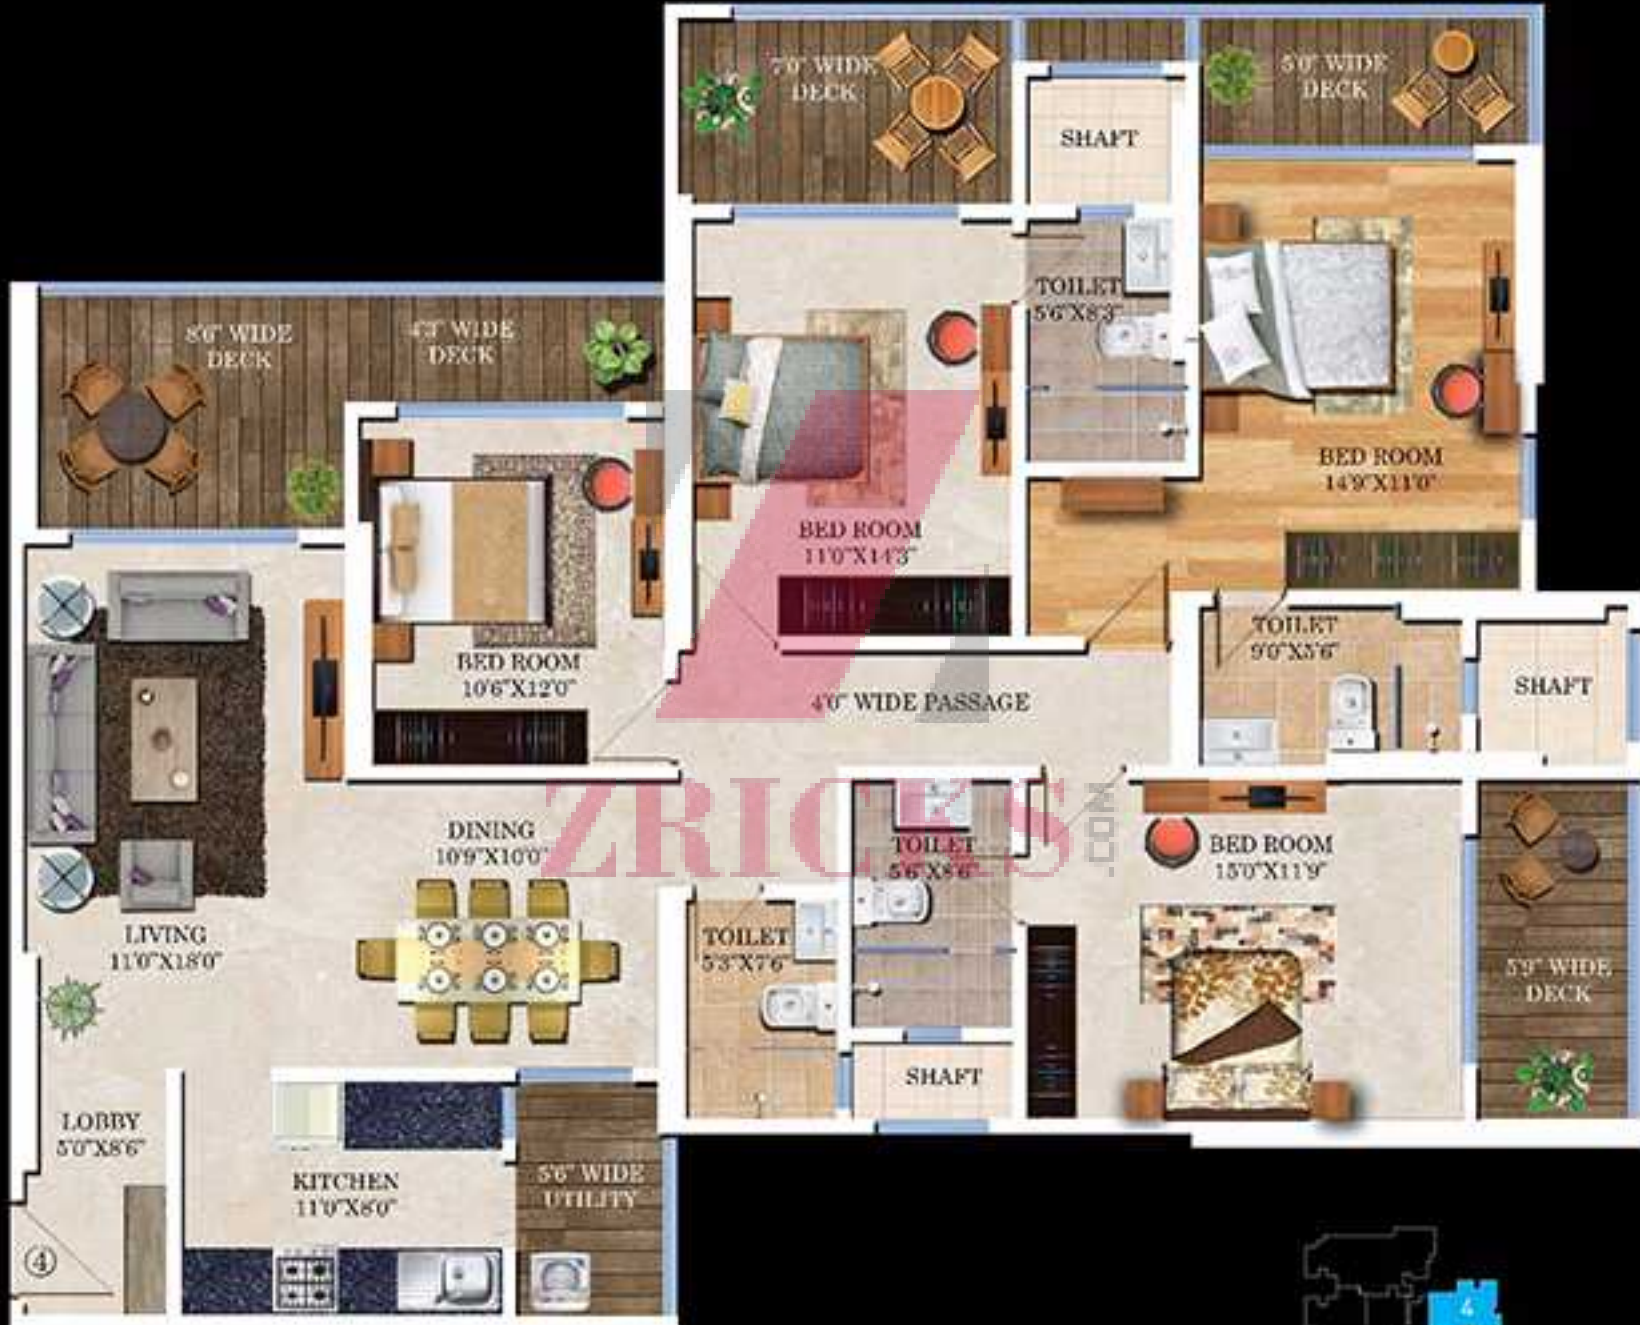 7'0" WIDE
DECK
SHAFT
5'0" WIDE
DECK
8'6" WIDE
DECK
4'3" WIDE
DECK
TOILET
5'6"X8'3"
BED ROOM
14'9"X11'0"
BED ROOM
11'0"X14'3"
BED ROOM
10'6"X12'0"
TOILET
9'0"X5'6"
SHAFT
4'0" WIDE PASSAGE
ZRICKS
.COM
DINING
10'9"X10'0"
TOILET
5'6"X8'6"
BED ROOM
15'0"X11'9"
LIVING
11'0"X18'0"
TOILET
5'3"X7'6"
5'9" WIDE
DECK
SHAFT
LOBBY
5'0"X8'6"
KITCHEN
11'0"X8'0"
5'6" WIDE
UTILITY
4
4